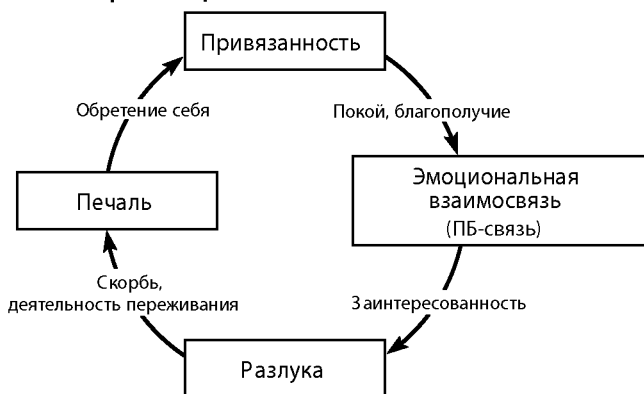 Привязанность
Обретение себя
Покой, благополучие
Эмоциональная
взаимосвязь
(ПБ-связь)
Печаль
Скорбь,
деятельность переживания
Заинтересованность
Разлука